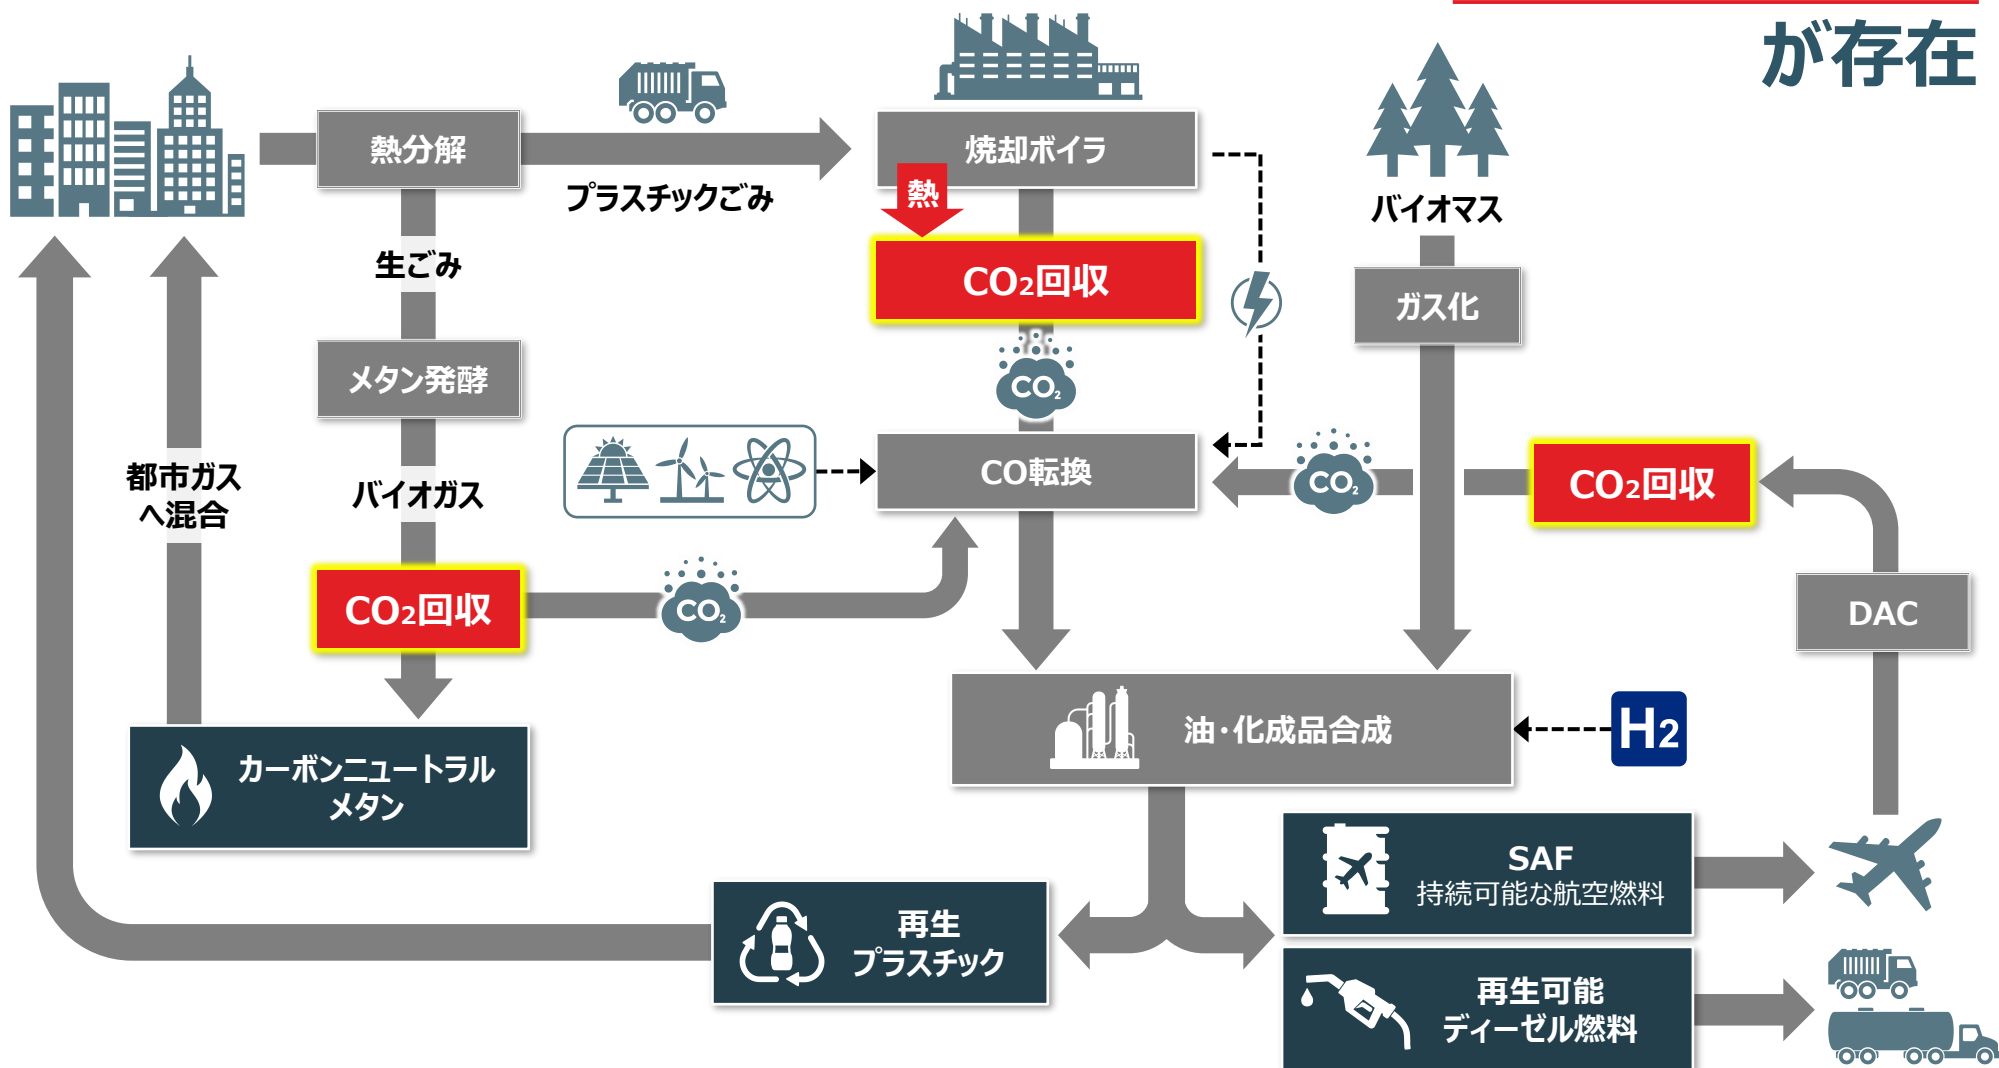 が存在
熱分解
プラスチックごみ
焼却ボイラ
熱
バイオマス
生ごみ
CO₂回収
ガス化
メタン発酵
CO₂
都市ガス
へ混合
バイオガス
CO転換
CO₂
CO₂回収
CO₂回収
CO₂
DAC
油・化成品合成
H2
カーボンニュートラル
メタン
SAF
持続可能な航空燃料
再生
プラスチック
再生可能
ディーゼル燃料